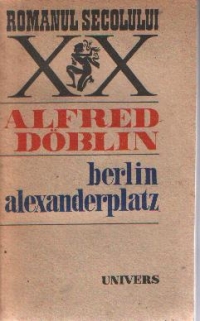 ROMANUL SECOLULUI
XX
ALFRED
DÖBLIN
berlin
alexanderplatz
UNIVERS